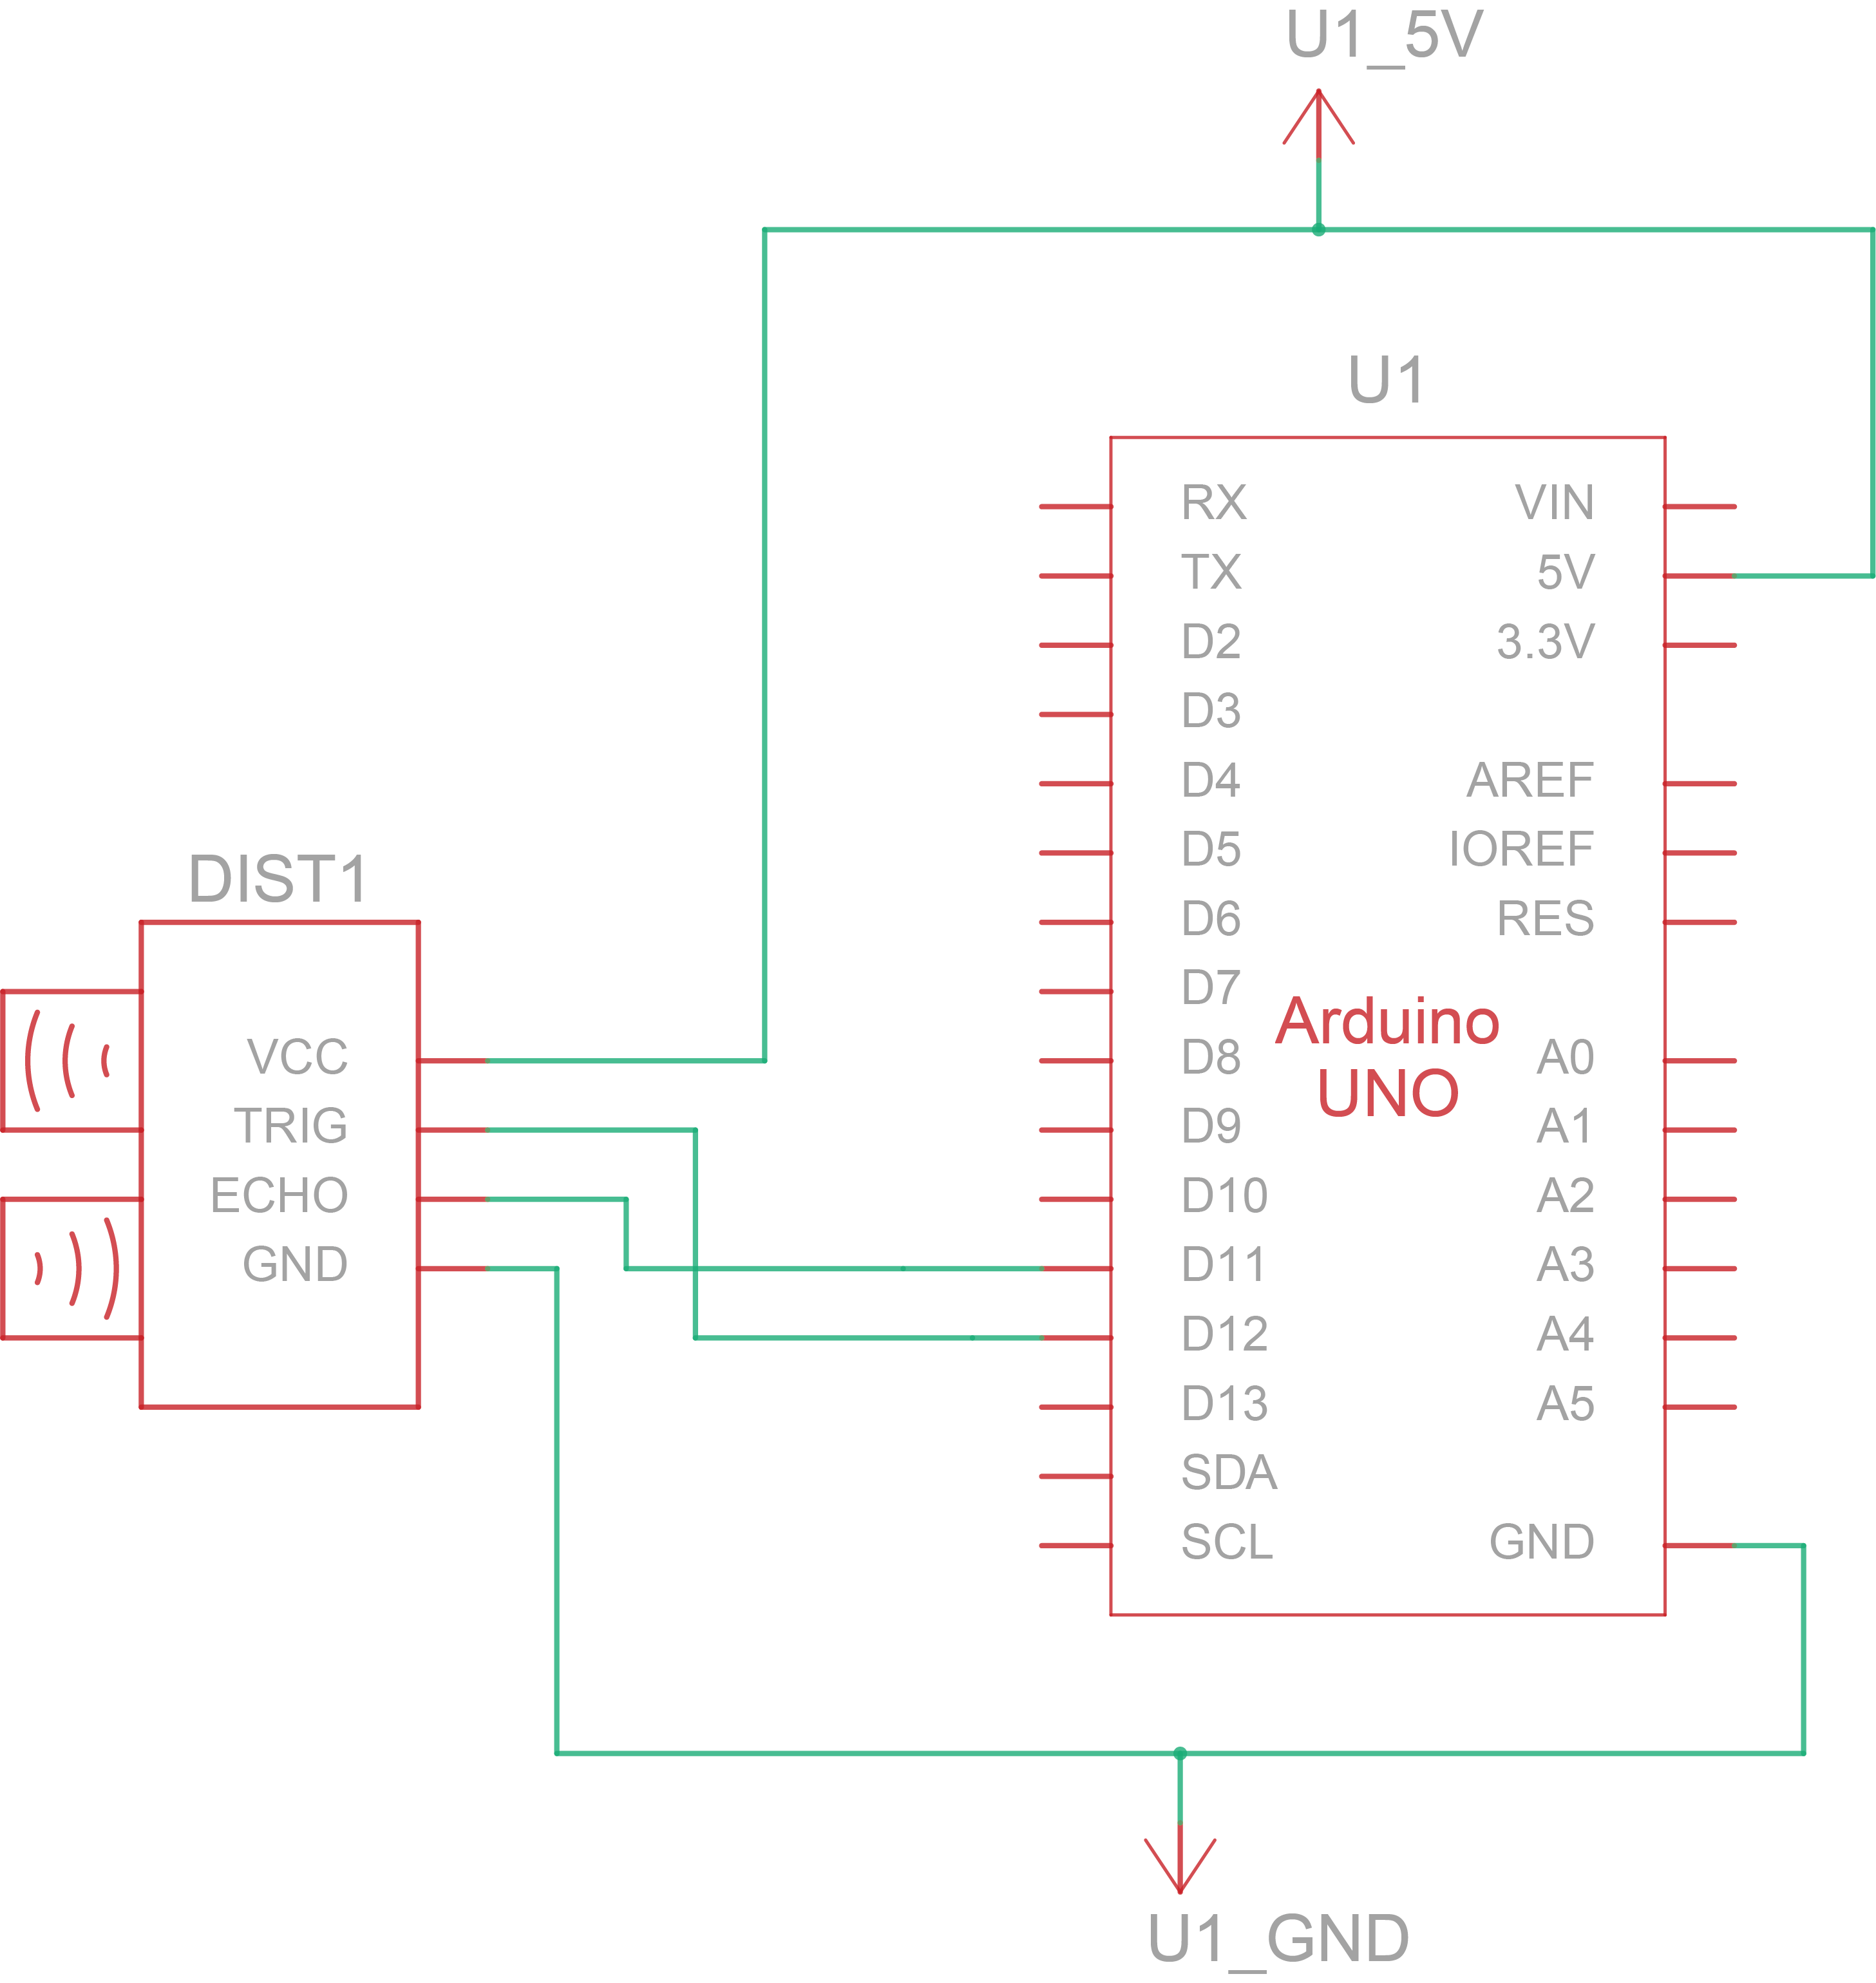 U1_5V
U1
RX
VIN
TX
5V
D2
3.3V
D3
D4
AREF
D5
IOREF
D6
RES
D7
Arduino
UNO
D8
A0
D9
A1
D10
A2
D11
A3
D12
A4
D13
A5
SDA
SCL
GND
DIST1
VCC
TRIG
ECHO
GND
U1_GND